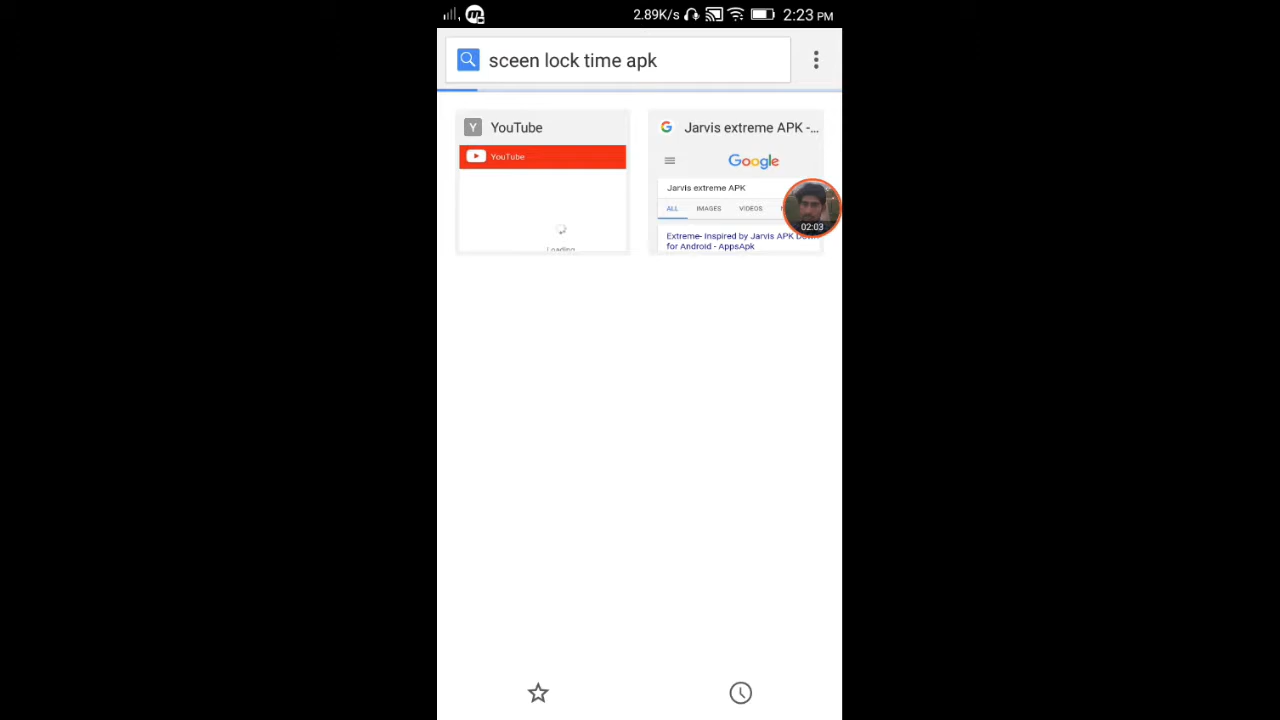 2.89K/s 2:23 PM
sceen lock time apk
Y YouTube
YouTube
Loading
Jarvis extreme APK -...
Google
Jarvis extreme APK
ALL IMAGES VIDEOS
Extreme- Inspired by Jarvis APK
for Android - AppsApk
02:03